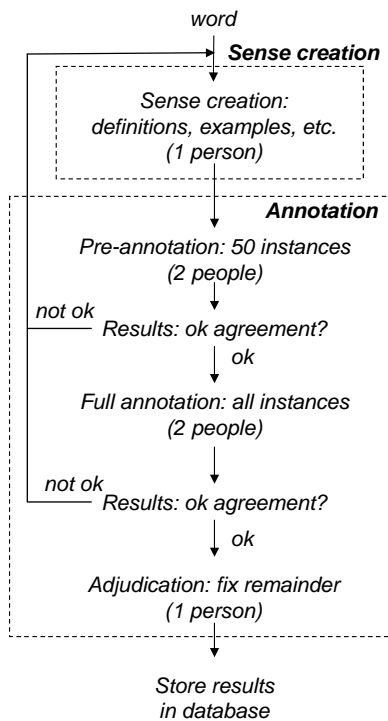 word
Sense creation
Sense creation:
definitions, examples, etc.
(1 person)
Annotation
Pre-annotation: 50 instances
(2 people)
not ok
Results: ok agreement?
ok
Full annotation: all instances
(2 people)
not ok
Results: ok agreement?
ok
Adjudication: fix remainder
(1 person)
Store results
in database